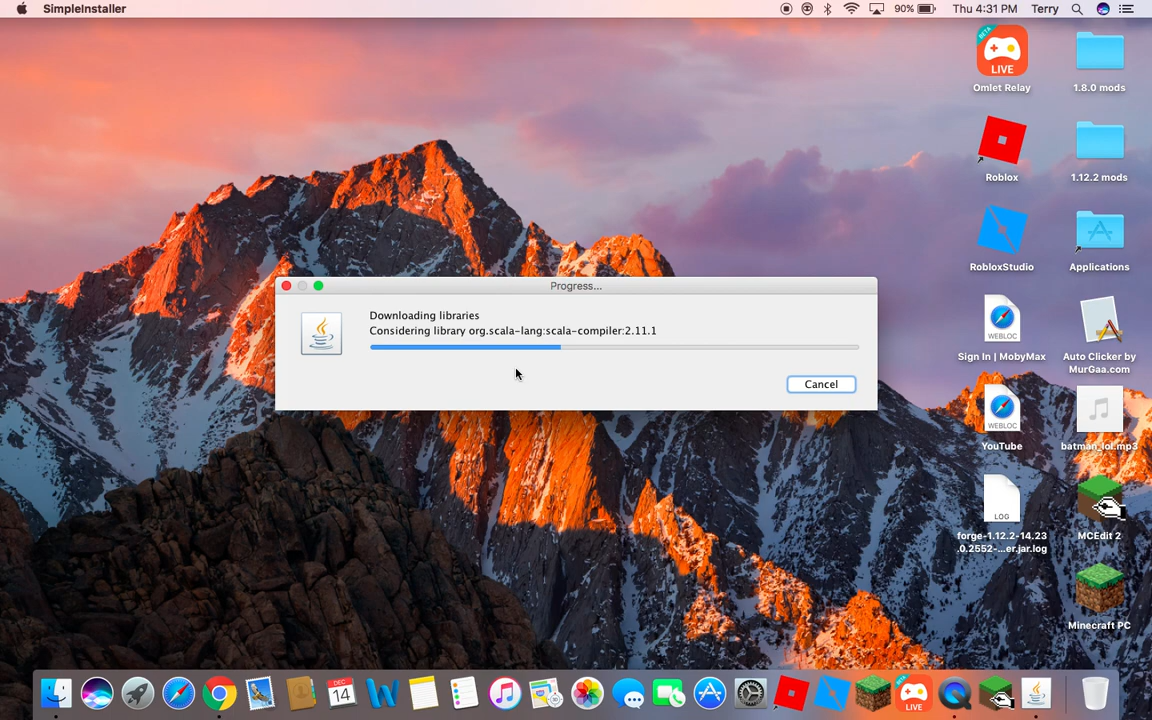 SimpleInstaller
90%
Thu 4:31 PM
Terry
BETA
LIVE
Omlet Relay
1.8.0 mods
Roblox
1.12.2 mods
RobloxStudio
Applications
WEBLOC
Sign In | MobyMax
Auto Clicker by
MurGaa.com
WEBLOC
YouTube
batman_lol.mp3
LOG
forge-1.12.2-14.23
.0.2552-...er.jar.log
MCEdit 2
Minecraft PC
Progress...
Downloading libraries
Considering library org.scala-lang:scala-compiler:2.11.1
Cancel
DEC
14
BETA
LIVE